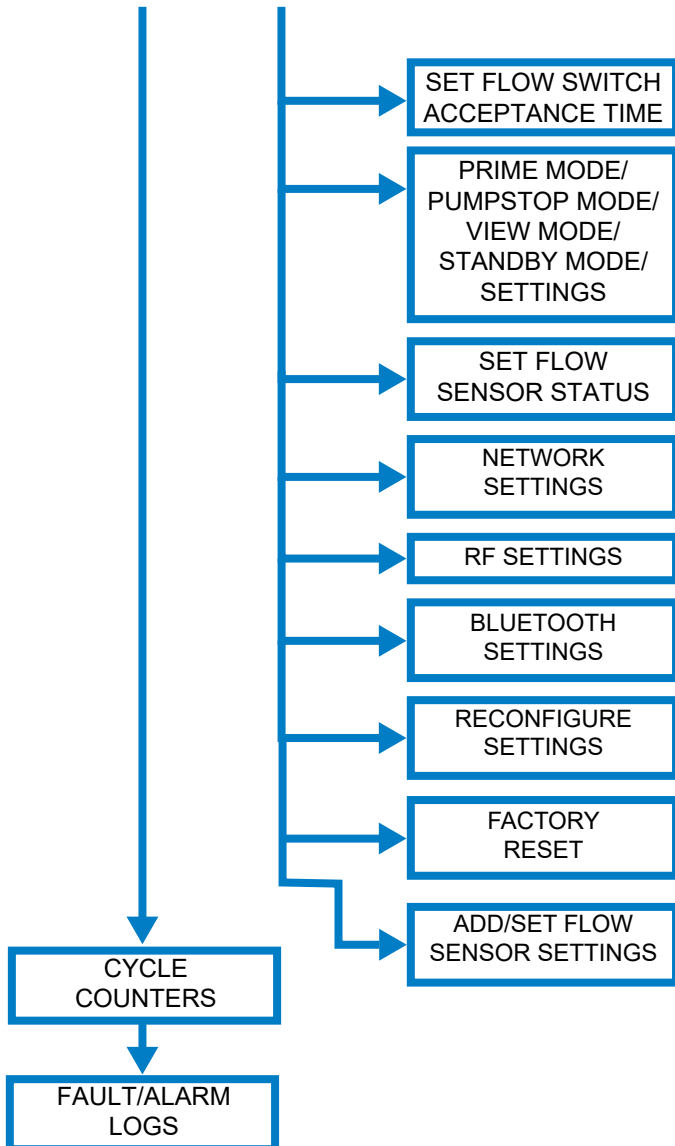 SET FLOW SWITCH
ACCEPTANCE TIME
PRIME MODE/
PUMPSTOP MODE/
VIEW MODE/
STANDBY MODE/
SETTINGS
SET FLOW
SENSOR STATUS
NETWORK
SETTINGS
RF SETTINGS
BLUETOOTH
SETTINGS
RECONFIGURE
SETTINGS
FACTORY
RESET
ADD/SET FLOW
SENSOR SETTINGS
CYCLE
COUNTERS
FAULT/ALARM
LOGS